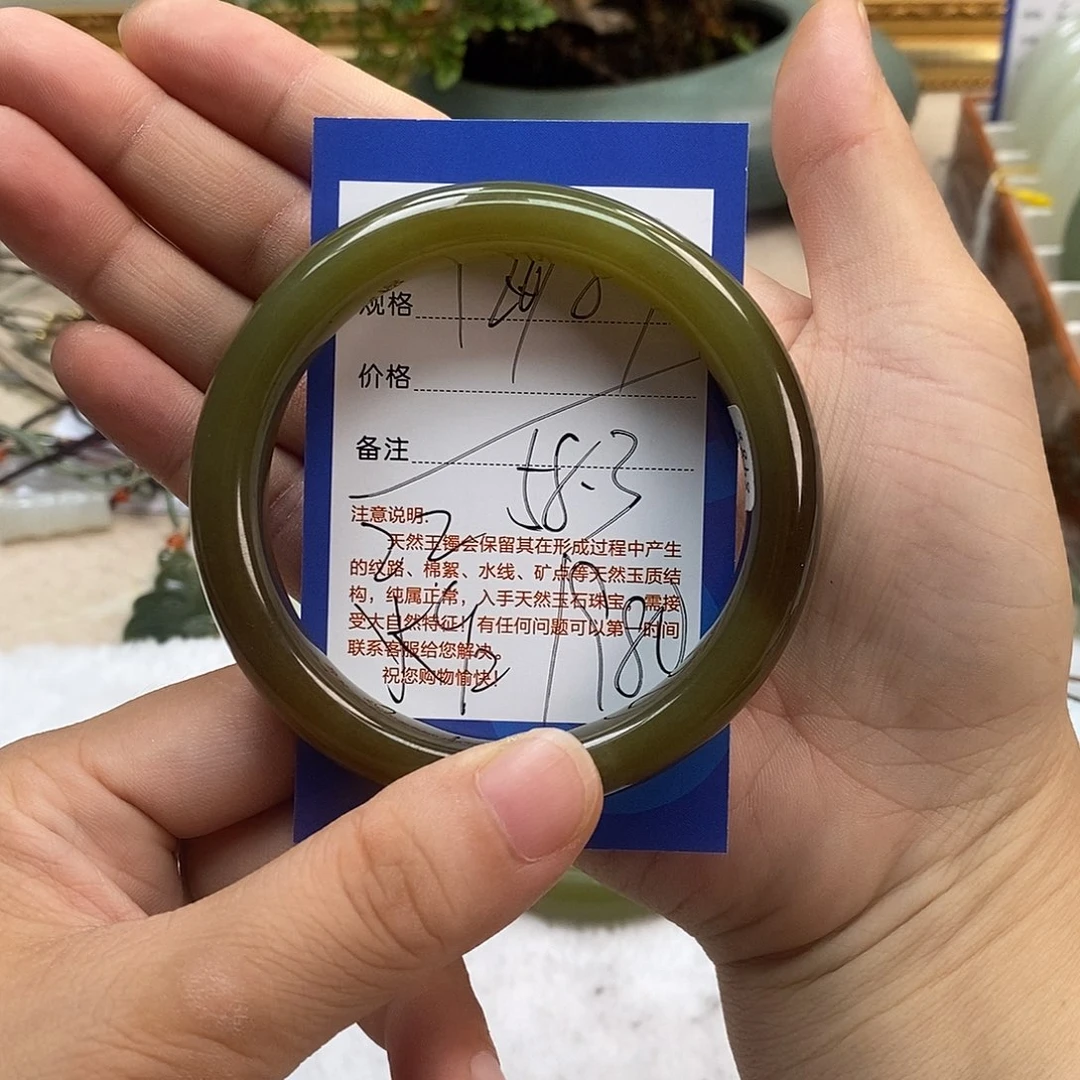 规格
价格
备注
58.3
注意说明:
天然玉镯会保留其在形成过程中产生
的纹路、棉絮、水线、矿点等天然玉质结
构，纯属正常，入手天然玉石珠宝，需接
受大自然特征！有任何问题可以第一时间
联系客服给您解决。
祝您购物愉快!